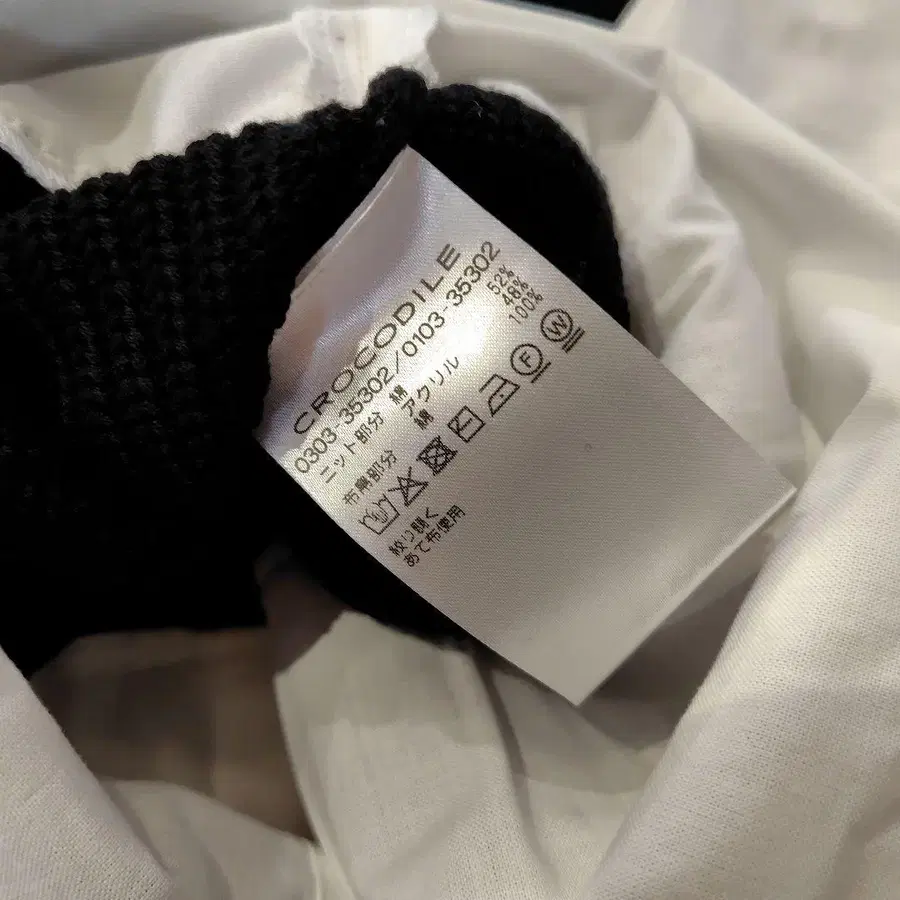 CROCODILE
0303-35302/0103-35302
ニット部分 綿 52%
アクリル 48%
布帛部分 綿 100%
F W
絞り弱く
あて布使用